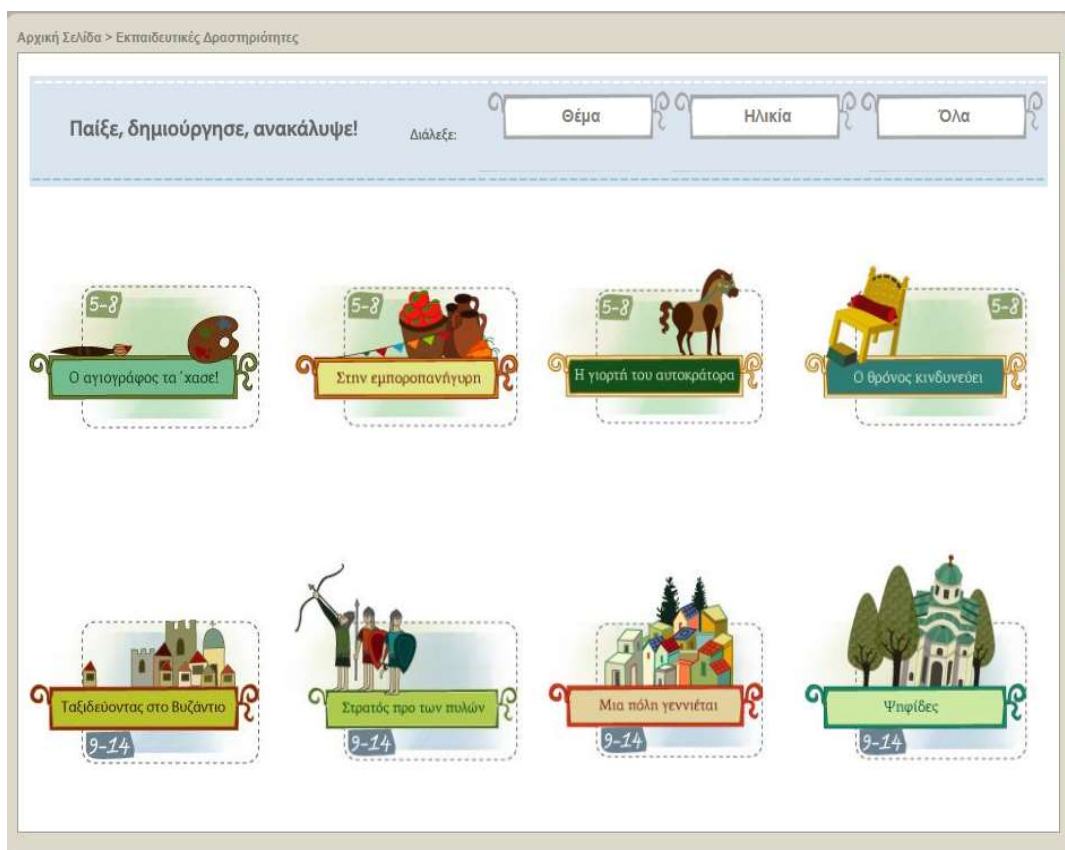 Αρχική Σελίδα > Εκπαιδευτικές Δραστηριότητες
Παίξε, δημιούργησε, ανακάλυψε!
Διάλεξε:
Θέμα
Ηλικία
Όλα
5-8
Ο αγιογράφος τα ΄χασε!
5-8
Στην εμποροπανήγυρη
5-8
Η γιορτή του αυτοκράτορα
5-8
Ο θρόνος κινδυνεύει
Ταξιδεύοντας στο Βυζάντιο
9-14
Στρατός προ των πυλών
9-14
Μια πόλη γεννιέται
9-14
Ψηφίδες
9-14